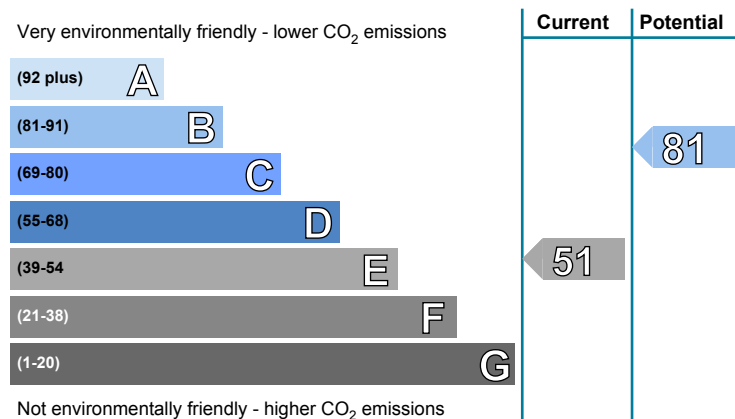 Very environmentally friendly - lower CO₂ emissions
Current
Potential
(92 plus) A
(81-91) B
(69-80) C
(55-68) D
(39-54 E
(21-38) F
(1-20) G
81
51
Not environmentally friendly - higher CO₂ emissions